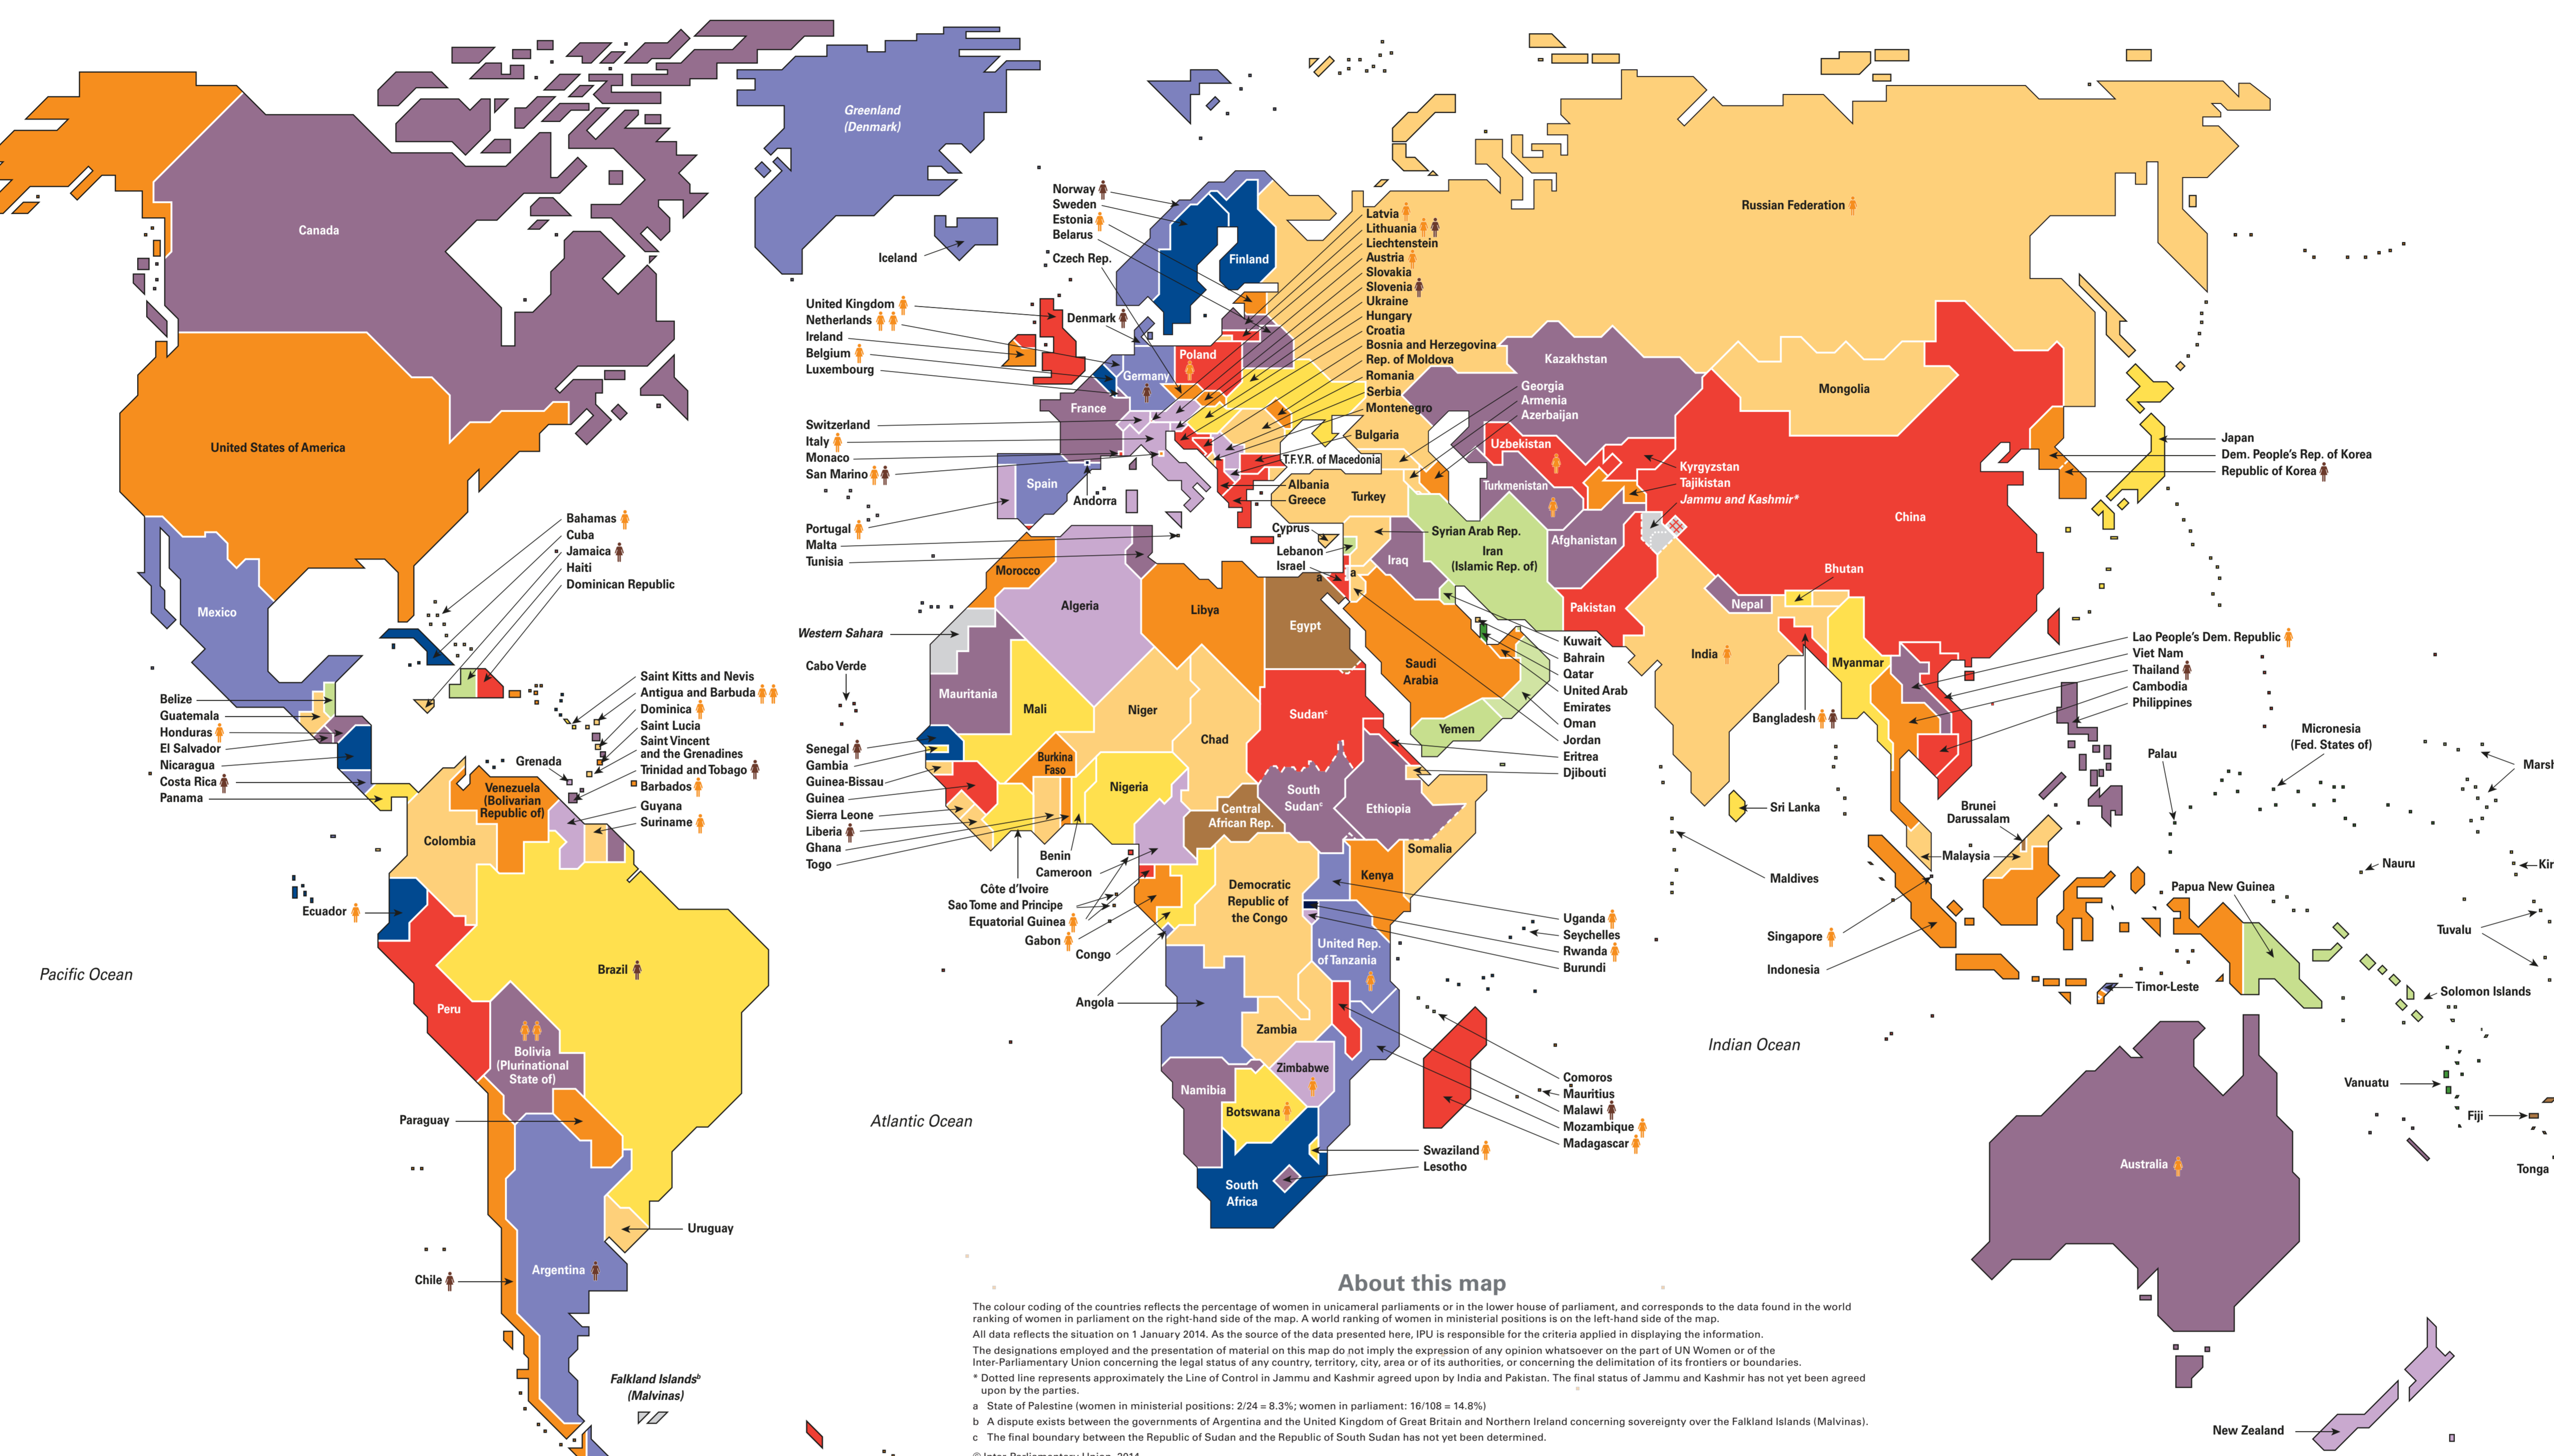 Greenland
(Denmark)
Canada
Iceland
United States of America
Mexico
Bahamas
Cuba
Jamaica
Haiti
Dominican Republic
Belize
Guatemala
Honduras
El Salvador
Nicaragua
Costa Rica
Panama
Saint Kitts and Nevis
Antigua and Barbuda
Dominica
Saint Lucia
Saint Vincent
and the Grenadines
Grenada
Trinidad and Tobago
Barbados
Guyana
Suriname
Venezuela
(Bolivarian
Republic of)
Colombia
Ecuador
Peru
Brazil
Bolivia
(Plurinational
State of)
Paraguay
Uruguay
Chile
Argentina
Falkland Islandsᵇ
(Malvinas)
Pacific Ocean
Atlantic Ocean
Indian Ocean
Norway
Sweden
Estonia
Belarus
Czech Rep.
Finland
United Kingdom
Netherlands
Ireland
Belgium
Luxembourg
Denmark
Poland
Germany
France
Switzerland
Italy
Monaco
San Marino
Spain
Andorra
Portugal
Malta
Tunisia
Latvia
Lithuania
Liechtenstein
Austria
Slovakia
Slovenia
Ukraine
Hungary
Croatia
Bosnia and Herzegovina
Rep. of Moldova
Romania
Serbia
Montenegro
Bulgaria
T.F.Y.R. of Macedonia
Albania
Greece
Turkey
Cyprus
Lebanon
Israel
a
a
Syrian Arab Rep.
Iraq
Iran
(Islamic Rep. of)
Georgia
Armenia
Azerbaijan
Russian Federation
Kazakhstan
Uzbekistan
Turkmenistan
Afghanistan
Kyrgyzstan
Tajikistan
Jammu and Kashmir*
Pakistan
Mongolia
China
Japan
Dem. People's Rep. of Korea
Republic of Korea
Bhutan
Nepal
India
Bangladesh
Myanmar
Sri Lanka
Maldives
Lao People's Dem. Republic
Viet Nam
Thailand
Cambodia
Philippines
Brunei
Darussalam
Malaysia
Singapore
Indonesia
Timor-Leste
Palau
Micronesia
(Fed. States of)
Marsh
Nauru
Kir
Papua New Guinea
Tuvalu
Solomon Islands
Vanuatu
Fiji
Tonga
Australia
New Zealand
Morocco
Algeria
Libya
Egypt
Western Sahara
Cabo Verde
Mauritania
Mali
Niger
Chad
Sudanᶜ
Saudi
Arabia
Yemen
Kuwait
Bahrain
Qatar
United Arab
Emirates
Oman
Jordan
Eritrea
Djibouti
Senegal
Gambia
Guinea-Bissau
Guinea
Sierra Leone
Liberia
Ghana
Togo
Burkina
Faso
Nigeria
Benin
Cameroon
Côte d'Ivoire
Sao Tome and Principe
Equatorial Guinea
Gabon
Congo
Angola
Central
African Rep.
South
Sudanᶜ
Ethiopia
Somalia
Democratic
Republic of
the Congo
Kenya
Uganda
Seychelles
Rwanda
Burundi
United Rep.
of Tanzania
Zambia
Zimbabwe
Namibia
Botswana
South
Africa
Swaziland
Lesotho
Comoros
Mauritius
Malawi
Mozambique
Madagascar
About this map
The colour coding of the countries reflects the percentage of women in unicameral parliaments or in the lower house of parliament, and corresponds to the data found in the world
ranking of women in parliament on the right-hand side of the map. A world ranking of women in ministerial positions is on the left-hand side of the map.
All data reflects the situation on 1 January 2014. As the source of the data presented here, IPU is responsible for the criteria applied in displaying the information.
The designations employed and the presentation of material on this map do not imply the expression of any opinion whatsoever on the part of UN Women or of the
Inter-Parliamentary Union concerning the legal status of any country, territory, city, area or of its authorities, or concerning the delimitation of its frontiers or boundaries.
* Dotted line represents approximately the Line of Control in Jammu and Kashmir agreed upon by India and Pakistan. The final status of Jammu and Kashmir has not yet been agreed
upon by the parties.
a State of Palestine (women in ministerial positions: 2/24 = 8.3%; women in parliament: 16/108 = 14.8%)
b A dispute exists between the governments of Argentina and the United Kingdom of Great Britain and Northern Ireland concerning sovereignty over the Falkland Islands (Malvinas).
c The final boundary between the Republic of Sudan and the Republic of South Sudan has not yet been determined.
© Inter-Parliamentary Union, 2014